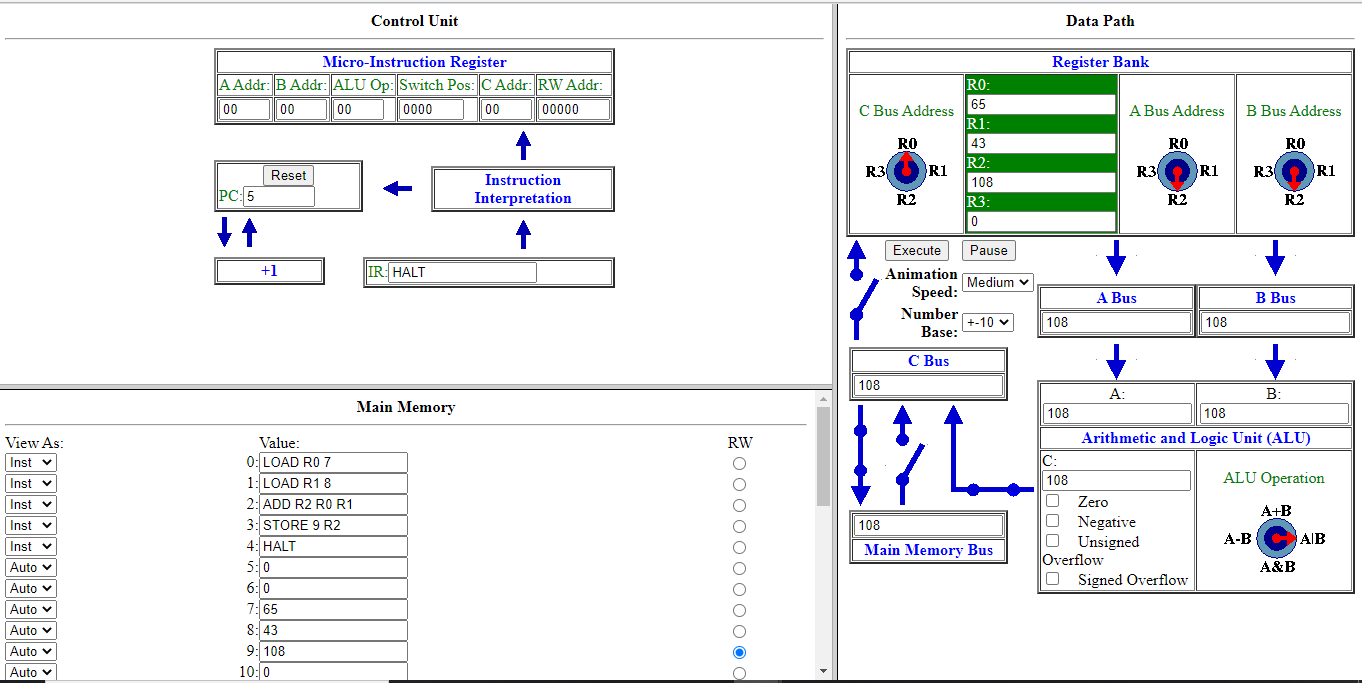 Control Unit
Micro-Instruction Register
A Addr: B Addr: ALU Op: Switch Pos: C Addr: RW Addr:
00 00 00 0000 00 00000
Reset
PC: 5
Instruction
Interpretation
+1
IR: HALT
Main Memory
View As: Value: RW
Inst 0: LOAD R0 7
Inst 1: LOAD R1 8
Inst 2: ADD R2 R0 R1
Inst 3: STORE 9 R2
Inst 4: HALT
Auto 5: 0
Auto 6: 0
Auto 7: 65
Auto 8: 43
Auto 9: 108
Auto 10: 0
Data Path
Register Bank
C Bus Address
R0
R3 R1
R2
R0:
65
R1:
43
R2:
108
R3:
0
A Bus Address
R0
R3 R1
R2
B Bus Address
R0
R3 R1
R2
Execute Pause
Animation
Speed: Medium
Number
Base: +-10
A Bus
108
B Bus
108
C Bus
108
108
Main Memory Bus
A: B:
108 108
Arithmetic and Logic Unit (ALU)
C:
108
Zero
Negative
Unsigned
Overflow
Signed Overflow
ALU Operation
A+B
A-B A|B
A&B